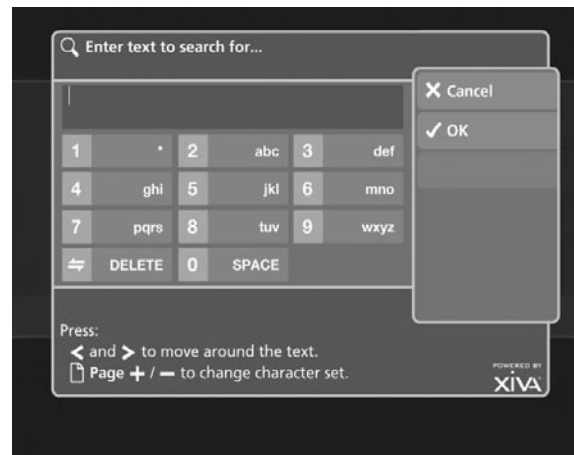 Enter text to search for...
Cancel
OK
1 * 2 abc 3 def
4 ghi 5 jkl 6 mno
7 pqrs 8 tuv 9 wxyz
DELETE 0 SPACE
Press:
< and > to move around the text.
Page + / – to change character set.
POWERED BY
XiVA